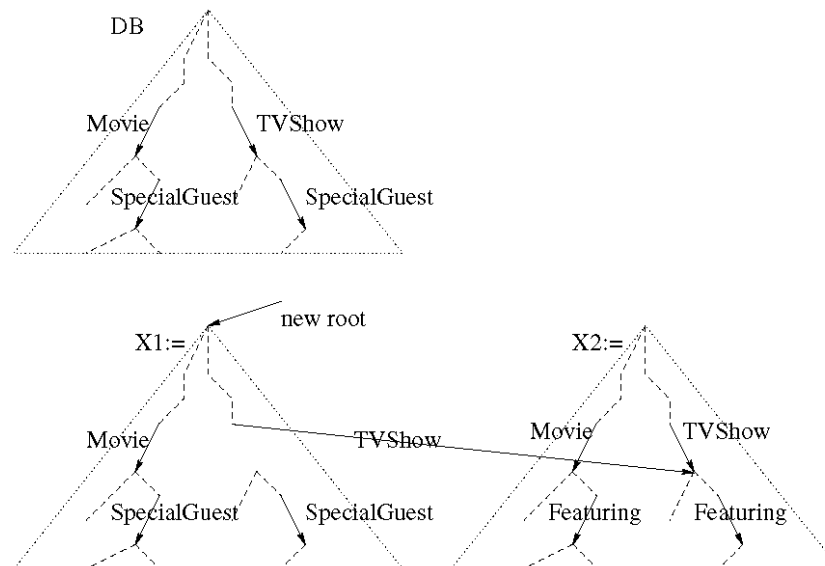 DB
Movie
TVShow
SpecialGuest
SpecialGuest
new root
X1:=
X2:=
Movie
TVShow
Movie
TVShow
SpecialGuest
SpecialGuest
Featuring
Featuring